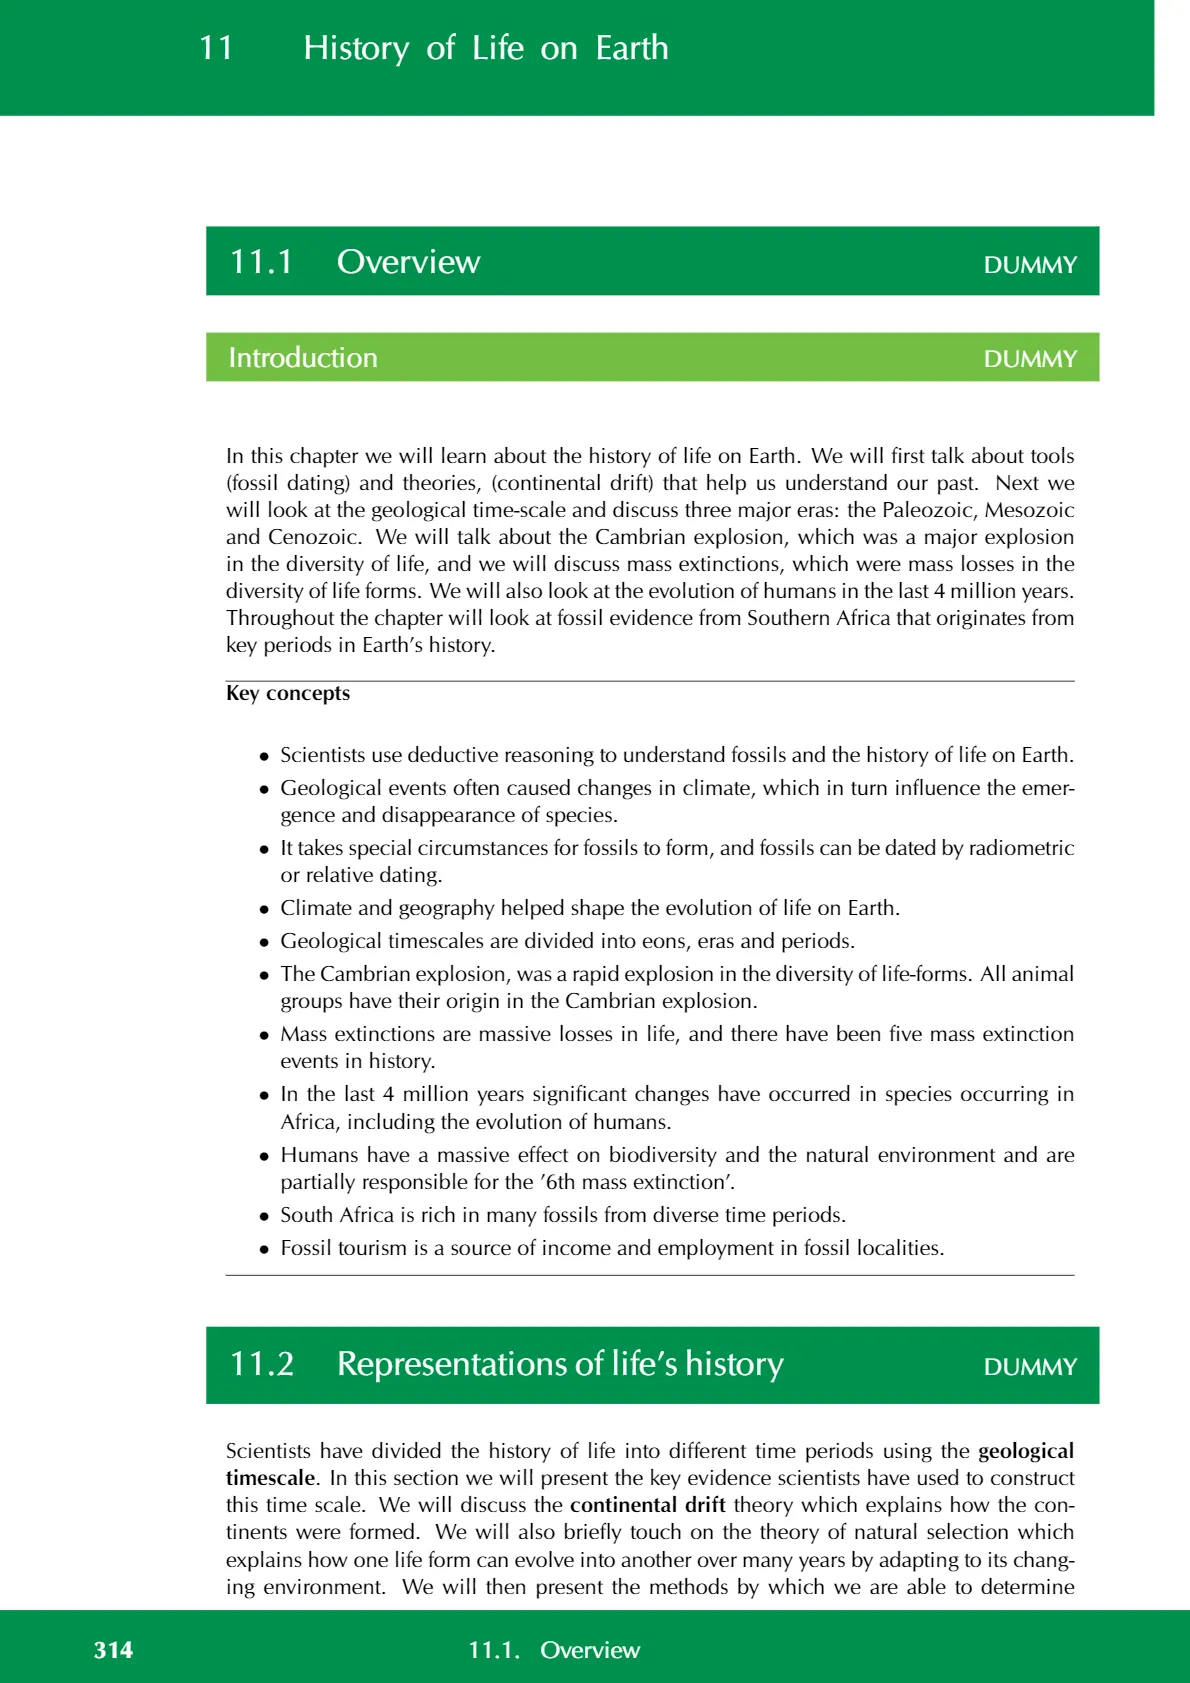 11 History of Life on Earth
11.1 Overview DUMMY
Introduction DUMMY
In this chapter we will learn about the history of life on Earth. We will first talk about tools
(fossil dating) and theories, (continental drift) that help us understand our past. Next we
will look at the geological time-scale and discuss three major eras: the Paleozoic, Mesozoic
and Cenozoic. We will talk about the Cambrian explosion, which was a major explosion
in the diversity of life, and we will discuss mass extinctions, which were mass losses in the
diversity of life forms. We will also look at the evolution of humans in the last 4 million years.
Throughout the chapter will look at fossil evidence from Southern Africa that originates from
key periods in Earth’s history.
Key concepts
• Scientists use deductive reasoning to understand fossils and the history of life on Earth.
• Geological events often caused changes in climate, which in turn influence the emer-
gence and disappearance of species.
• It takes special circumstances for fossils to form, and fossils can be dated by radiometric
or relative dating.
• Climate and geography helped shape the evolution of life on Earth.
• Geological timescales are divided into eons, eras and periods.
• The Cambrian explosion, was a rapid explosion in the diversity of life-forms. All animal
groups have their origin in the Cambrian explosion.
• Mass extinctions are massive losses in life, and there have been five mass extinction
events in history.
• In the last 4 million years significant changes have occurred in species occurring in
Africa, including the evolution of humans.
• Humans have a massive effect on biodiversity and the natural environment and are
partially responsible for the ’6th mass extinction’.
• South Africa is rich in many fossils from diverse time periods.
• Fossil tourism is a source of income and employment in fossil localities.
11.2 Representations of life’s history DUMMY
Scientists have divided the history of life into different time periods using the geological
timescale. In this section we will present the key evidence scientists have used to construct
this time scale. We will discuss the continental drift theory which explains how the con-
tinents were formed. We will also briefly touch on the theory of natural selection which
explains how one life form can evolve into another over many years by adapting to its chang-
ing environment. We will then present the methods by which we are able to determine
314 11.1. Overview